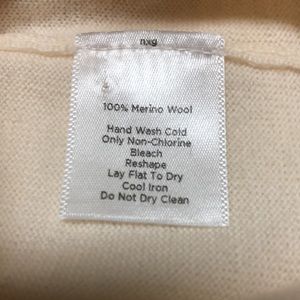 nxg
100% Merino Wool
Hand Wash Cold
Only Non-Chlorine
Bleach
Reshape
Lay Flat To Dry
Cool Iron
Do Not Dry Clean